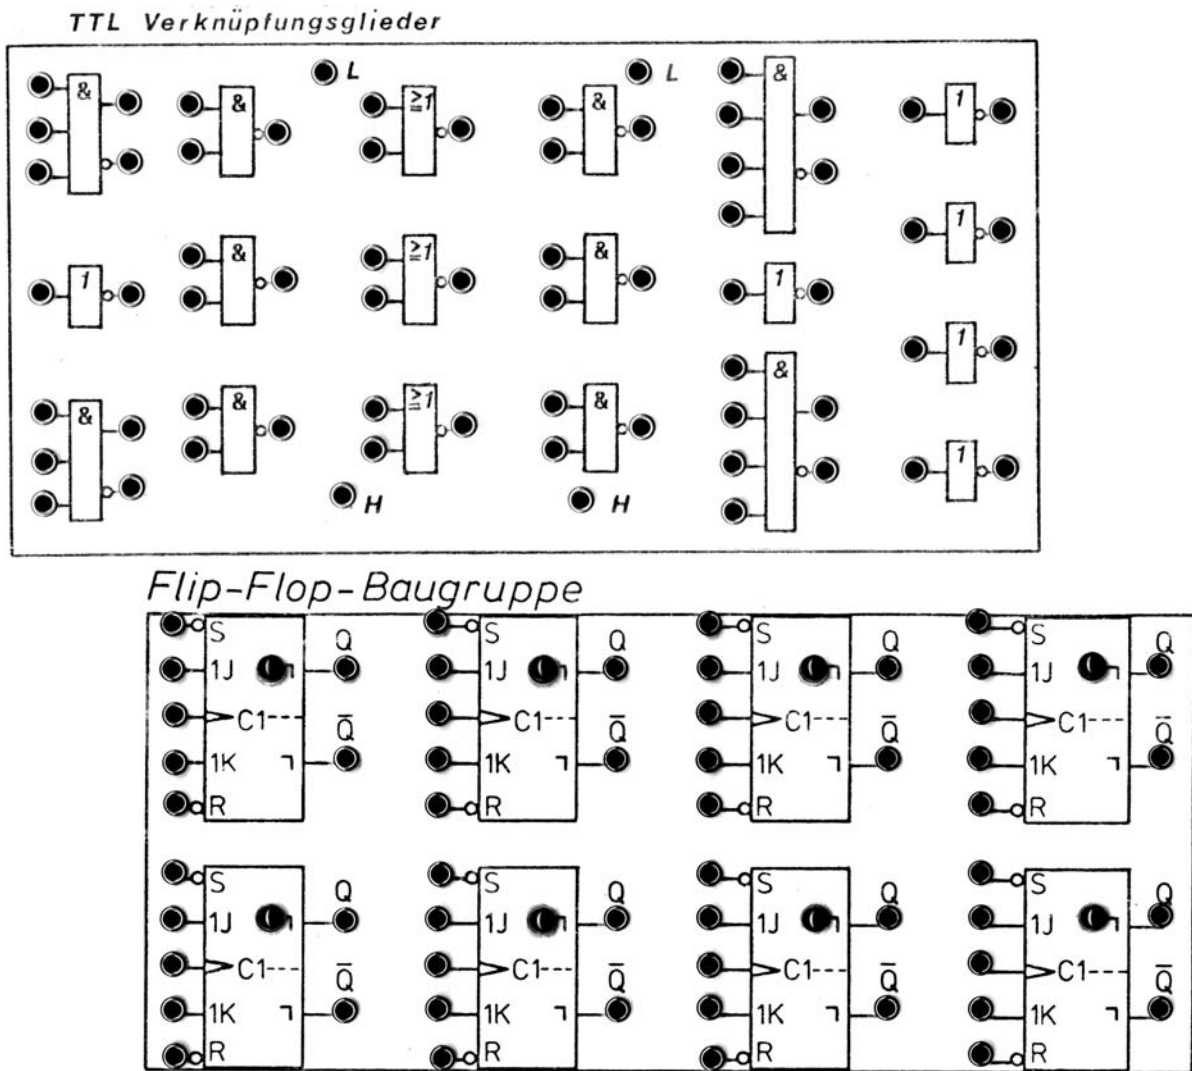 TTL Verknüpfungsglieder
& & L ≥1 & L & 1
1
1 & ≥1 & 1
1
& & ≥1 & & 1
H H
Flip-Flop-Baugruppe
S S S S
Q Q Q Q
1J ┐ 1J ┐ 1J ┐ 1J ┐
C1---- Q̅ C1---- Q̅ C1---- Q̅ C1---- Q̅
1K ┐ 1K ┐ 1K ┐ 1K ┐
R R R R
S S S S
Q Q Q Q
1J ┐ 1J ┐ 1J ┐ 1J ┐
C1---- Q̅ C1---- Q̅ C1---- Q̅ C1---- Q̅
1K ┐ 1K ┐ 1K ┐ 1K ┐
R R R R